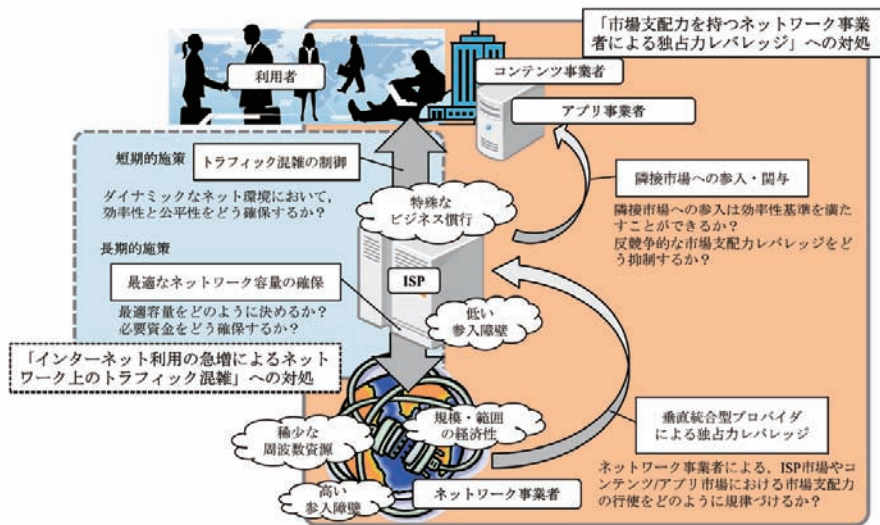 「市場支配力を持つネットワーク事業
者による独占力レバレッジ」への対処
利用者
コンテンツ事業者
アプリ事業者
短期的施策
トラフィック混雑の制御
ダイナミックなネット環境において,
効率性と公平性をどう確保するか?
特殊な
ビジネス慣行
隣接市場への参入・関与
隣接市場への参入は効率性基準を満た
すことができるか?
反競争的な市場支配力レバレッジをど
う抑制するか?
長期的施策
最適なネットワーク容量の確保
最適容量をどのように決めるか?
必要資金をどう確保するか?
ISP
低い
参入障壁
「インターネット利用の急増によるネット
ワーク上のトラフィック混雑」への対処
稀少な
周波数資源
規模・範囲
の経済性
垂直統合型プロバイダ
による独占力レバレッジ
高い
参入障壁
ネットワーク事業者
ネットワーク事業者による,ISP市場やコ
ンテンツ/アプリ市場における市場支配力
の行使をどのように規律づけるか?